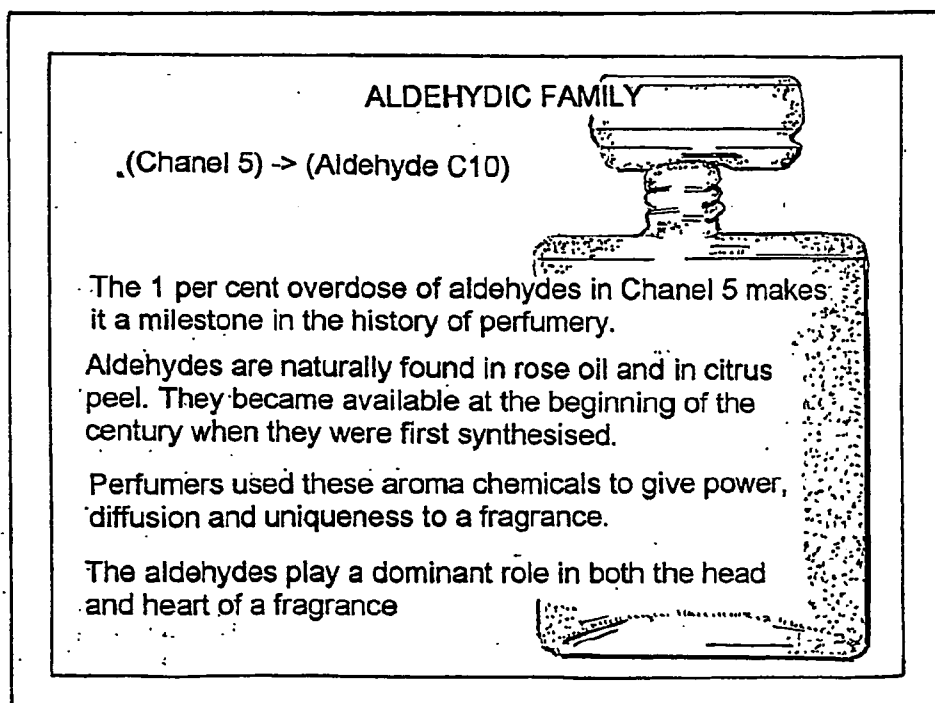 ALDEHYDIC FAMILY
(Chanel 5) -> (Aldehyde C10)
The 1 per cent overdose of aldehydes in Chanel 5 makes
it a milestone in the history of perfumery.
Aldehydes are naturally found in rose oil and in citrus
peel. They became available at the beginning of the
century when they were first synthesised.
Perfumers used these aroma chemicals to give power,
diffusion and uniqueness to a fragrance.
The aldehydes play a dominant role in both the head
and heart of a fragrance